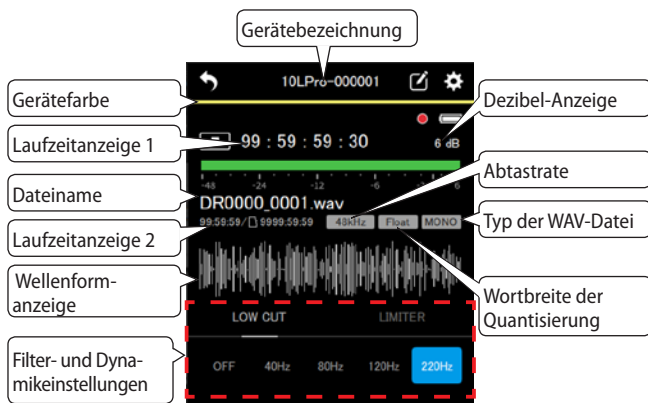 Gerätebezeichnung
10LPro-000001
Gerätefarbe
Dezibel-Anzeige
Laufzeitanzeige 1
99 : 59 : 59 : 30
6 dB
-48 -24 -12 -6 6
Abtastrate
Dateiname
DR0000_0001.wav
Laufzeitanzeige 2
99:59:59/ 9999:59:59 48kHz Float MONO
Typ der WAV-Datei
Wellenform-
anzeige
Wortbreite der
Quantisierung
LOW CUT LIMITER
Filter- und Dyna-
mikeinstellungen
OFF 40Hz 80Hz 120Hz 220Hz